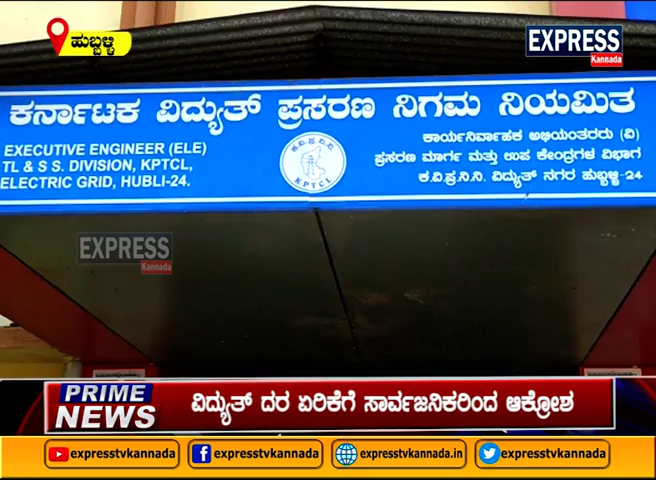 ಹುಬ್ಬಳ್ಳಿ
EXPRESS
Kannada
ಕರ್ನಾಟಕ ವಿದ್ಯುತ್ ಪ್ರಸರಣ ನಿಗಮ ನಿಯಮಿತ
EXECUTIVE ENGINEER (ELE)
TL & S S. DIVISION, KPTCL,
ELECTRIC GRID, HUBLI-24.
ಕ.ವಿ.ಪ್ರ.ನಿ.ನಿ.
KPTCL
ಕಾರ್ಯನಿರ್ವಾಹಕ ಅಭಿಯಂತರರು (ವಿ)
ಪ್ರಸರಣ ಮಾರ್ಗ ಮತ್ತು ಉಪ ಕೇಂದ್ರಗಳ ವಿಭಾಗ
ಕ.ವಿ.ಪ್ರ.ನಿ.ನಿ. ವಿದ್ಯುತ್ ನಗರ ಹುಬ್ಬಳ್ಳಿ-24
EXPRESS
Kannada
PRIME
NEWS
ವಿದ್ಯುತ್ ದರ ಏರಿಕೆಗೆ ಸಾರ್ವಜನಿಕರಿಂದ ಆಕ್ರೋಶ
expresstvkannada
expresstvkannada
expresstvkannada.in
expresstvkannada